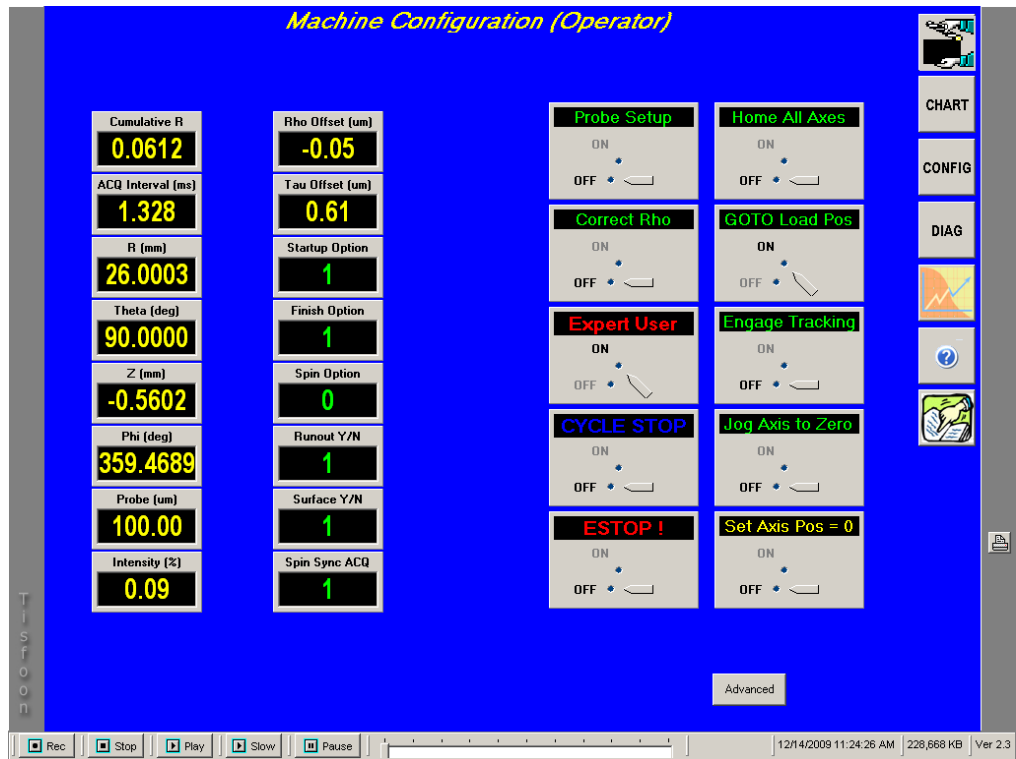 Machine Configuration (Operator)
Cumulative R
0.0612
ACQ Interval (ms)
1.328
R (mm)
26.0003
Theta (deg)
90.0000
Z (mm)
-0.5602
Phi (deg)
359.4689
Probe (um)
100.00
Intensity (%)
0.09
Rho Offset (um)
-0.05
Tau Offset (um)
0.61
Startup Option
1
Finish Option
1
Spin Option
0
Runout Y/N
1
Surface Y/N
1
Spin Sync ACQ
1
Probe Setup
ON
OFF
Home All Axes
ON
OFF
Correct Rho
ON
OFF
GOTO Load Pos
ON
OFF
Expert User
ON
OFF
Engage Tracking
ON
OFF
CYCLE STOP
ON
OFF
Jog Axis to Zero
ON
OFF
ESTOP !
ON
OFF
Set Axis Pos = 0
ON
OFF
Advanced
CHART
CONFIG
DIAG
?
Tisfoon
Rec
Stop
Play
Slow
Pause
12/14/2009 11:24:26 AM
228,668 KB
Ver 2.3